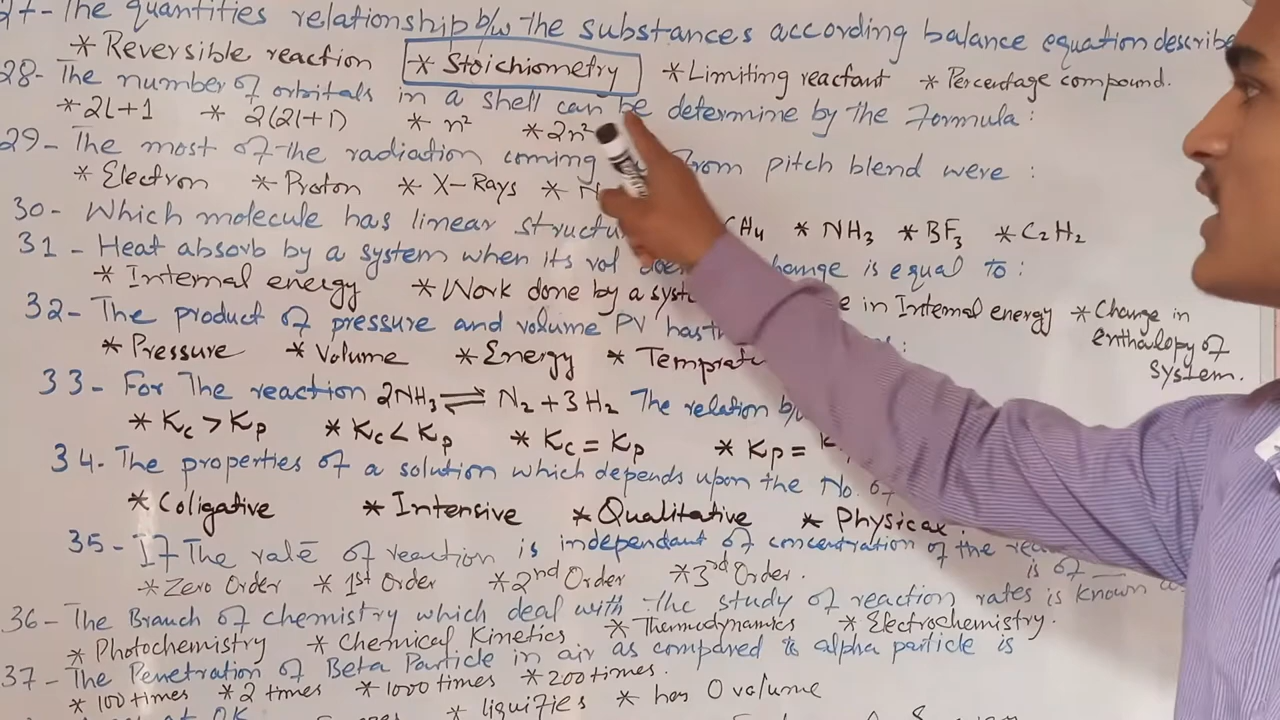 27- The quantities relationship b/w the substances according balance equation describe
* Reversible reaction * Stoichiometry * Limiting reactant * Percentage compound.
28- The number of orbitals in a shell can be determine by the Formula:
* 2l+1 * 2(2l+1) * n² * 2n²
29- The most of the radiation coming from pitch blend were :
* Electron * Proton * X-Rays *
30- Which molecule has linear CH4 * NH3 * BF3 * C2H2
31- Heat absorb by a system when its vol change is equal to :
* Internal energy * Work done by a in Internal energy * Change in enthalopy of system.
32- The product of pressure and volume PV has
* Pressure * Volume * Energy *
33- For The reaction 2NH3 ⇌ N2 + 3H2 The relation
* Kc > Kp * Kc < Kp * Kc = Kp * Kp =
34- The properties of a solution which depends upon the No. of
* Coligative * Intensive * Qualitative * Physical
35- If The rate of reaction is independant of concentration of the is of __
* Zero Order * 1st Order * 2nd Order * 3rd Order.
36- The Branch of chemistry which deal with the study of reaction rates is known
* Photochemistry * Chemical Kinetics * Thermodynamics * Electrochemistry.
37- The Penetration of Beta Particle in air as compared to alpha particle is
* 100 times * 2 times * 1000 times * 200 times.
* liquifies * has 0 volume